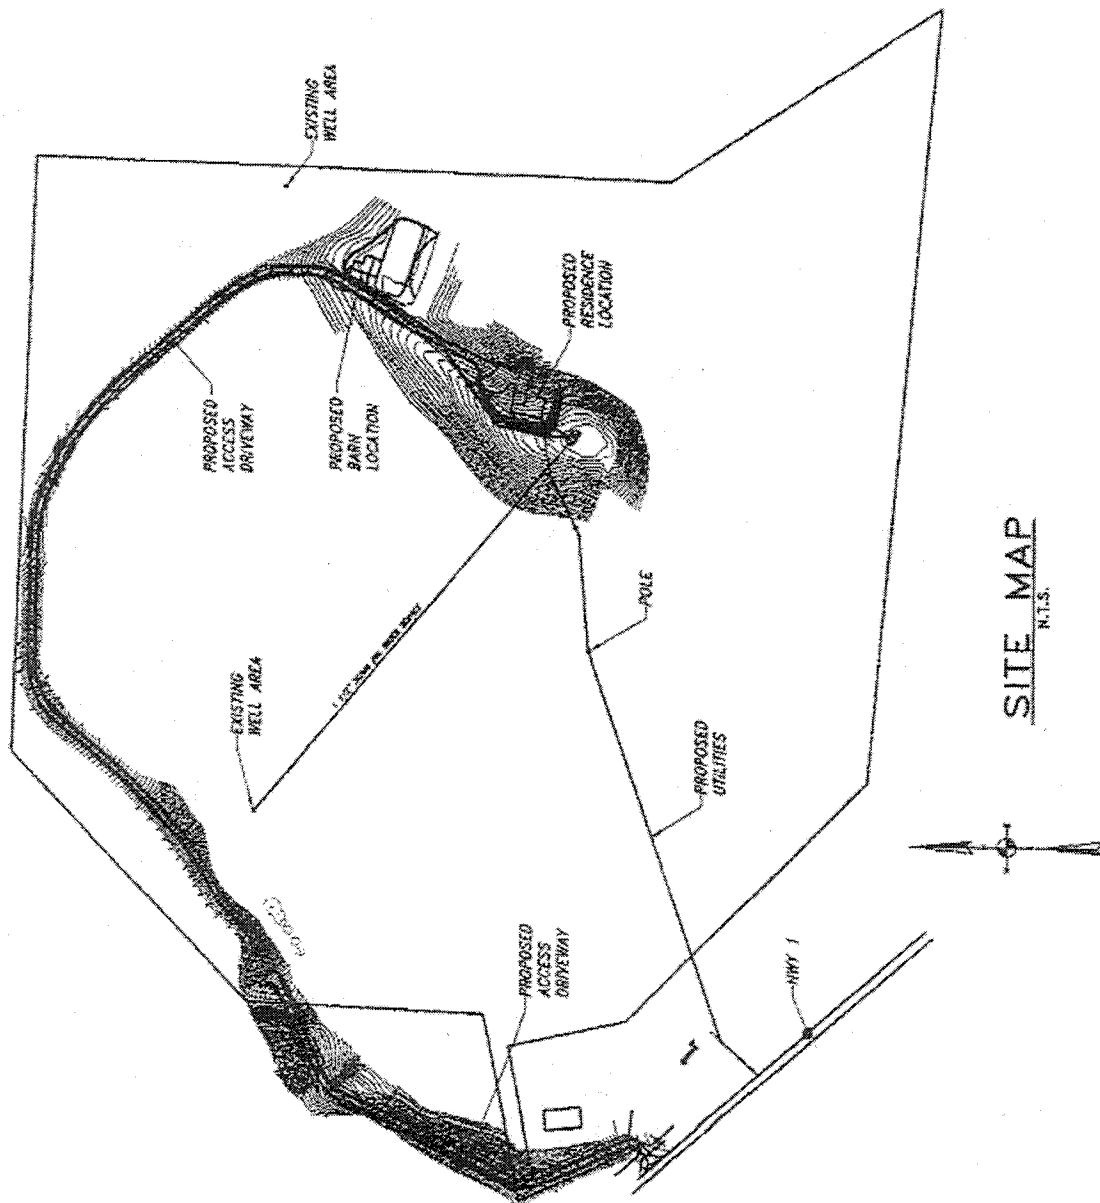 EXISTING
WELL AREA
PROPOSED
ACCESS
DRIVEWAY
PROPOSED
BARN
LOCATION
PROPOSED
RESIDENCE
LOCATION
EXISTING
WELL AREA
POLE
PROPOSED
UTILITIES
PROPOSED
ACCESS
DRIVEWAY
HWY 1
SITE MAP
N.T.S.